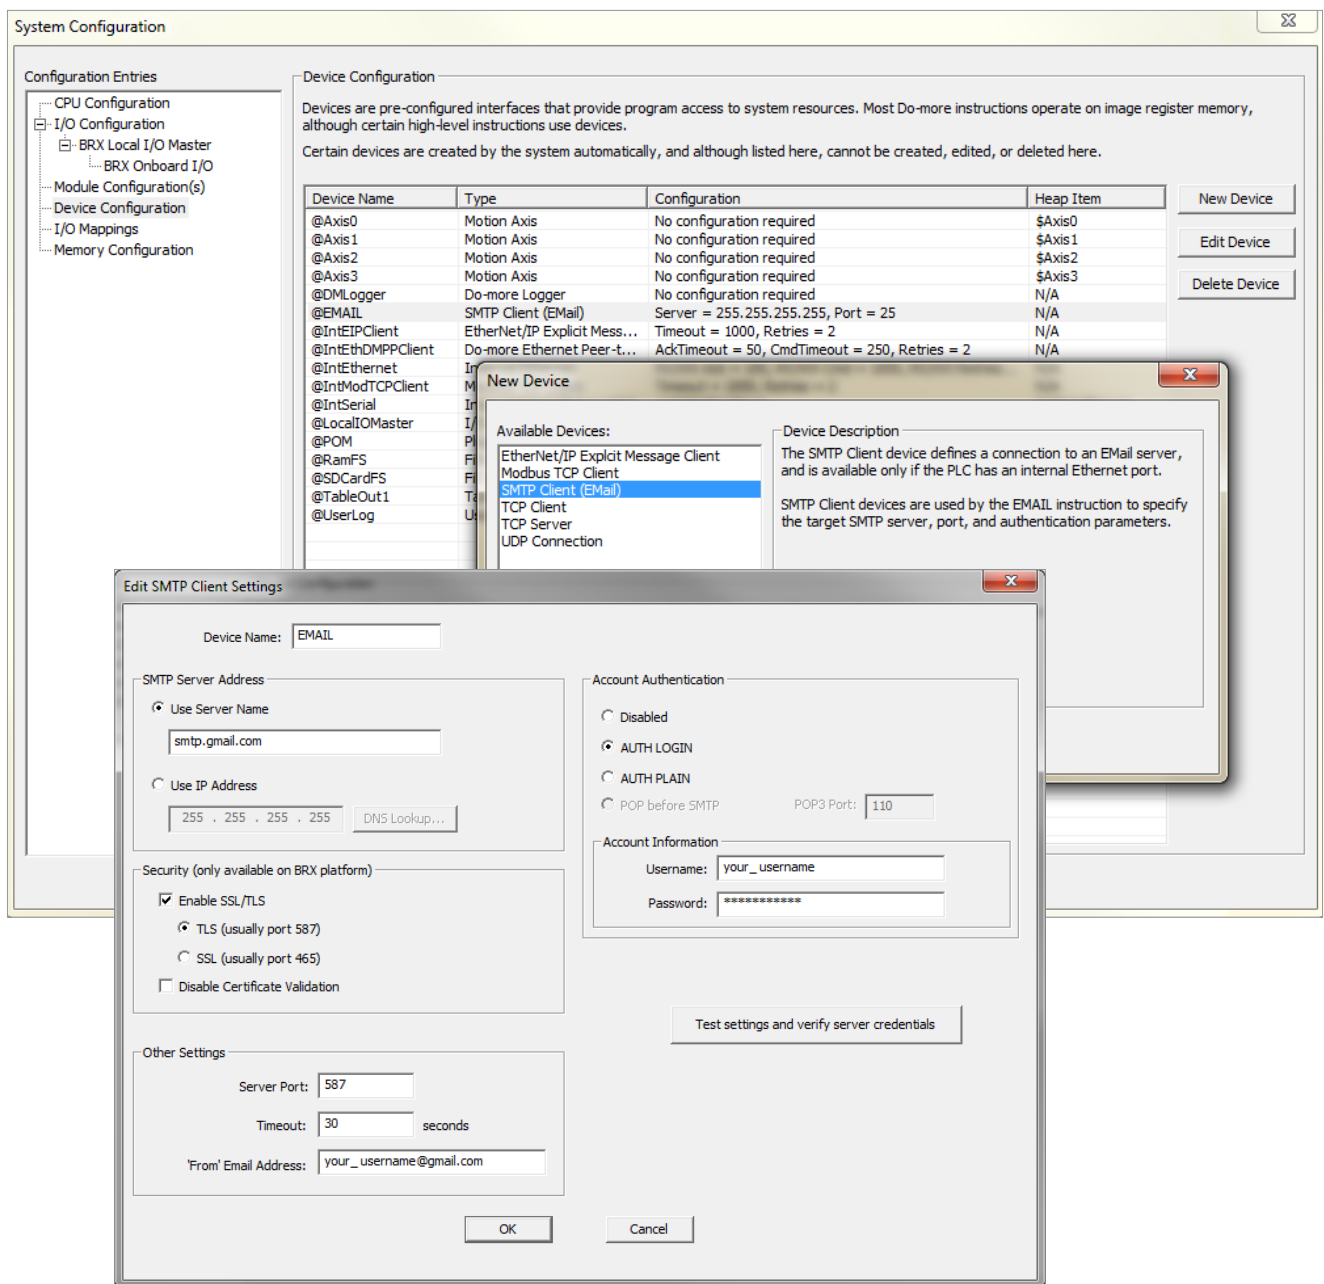 System Configuration
Configuration Entries
CPU Configuration
I/O Configuration
BRX Local I/O Master
BRX Onboard I/O
Module Configuration(s)
Device Configuration
I/O Mappings
Memory Configuration
Device Configuration
Devices are pre-configured interfaces that provide program access to system resources. Most Do-more instructions operate on image register memory,
although certain high-level instructions use devices.
Certain devices are created by the system automatically, and although listed here, cannot be created, edited, or deleted here.
Device Name Type Configuration Heap Item
@Axis0 Motion Axis No configuration required $Axis0
@Axis1 Motion Axis No configuration required $Axis1
@Axis2 Motion Axis No configuration required $Axis2
@Axis3 Motion Axis No configuration required $Axis3
@DMLogger Do-more Logger No configuration required N/A
@EMAIL SMTP Client (EMail) Server = 255.255.255.255, Port = 25 N/A
@IntEIPClient EtherNet/IP Explicit Mess... Timeout = 1000, Retries = 2 N/A
@IntEthDMPPClient Do-more Ethernet Peer-t... AckTimeout = 50, CmdTimeout = 250, Retries = 2 N/A
@IntEthernet
@IntModTCPClient
@IntSerial
@LocalIOMaster
@POM
@RamFS
@SDCardFS
@TableOut1
@UserLog
New Device
Edit Device
Delete Device
New Device
Available Devices:
EtherNet/IP Explcit Message Client
Modbus TCP Client
SMTP Client (EMail)
TCP Client
TCP Server
UDP Connection
Device Description
The SMTP Client device defines a connection to an EMail server,
and is available only if the PLC has an internal Ethernet port.
SMTP Client devices are used by the EMAIL instruction to specify
the target SMTP server, port, and authentication parameters.
Edit SMTP Client Settings
Device Name: EMAIL
SMTP Server Address
Use Server Name
smtp.gmail.com
Use IP Address
255 . 255 . 255 . 255 DNS Lookup...
Security (only available on BRX platform)
Enable SSL/TLS
TLS (usually port 587)
SSL (usually port 465)
Disable Certificate Validation
Other Settings
Server Port: 587
Timeout: 30 seconds
'From' Email Address: your_ username@gmail.com
Account Authentication
Disabled
AUTH LOGIN
AUTH PLAIN
POP before SMTP POP3 Port: 110
Account Information
Username: your_ username
Password: ***********
Test settings and verify server credentials
OK Cancel